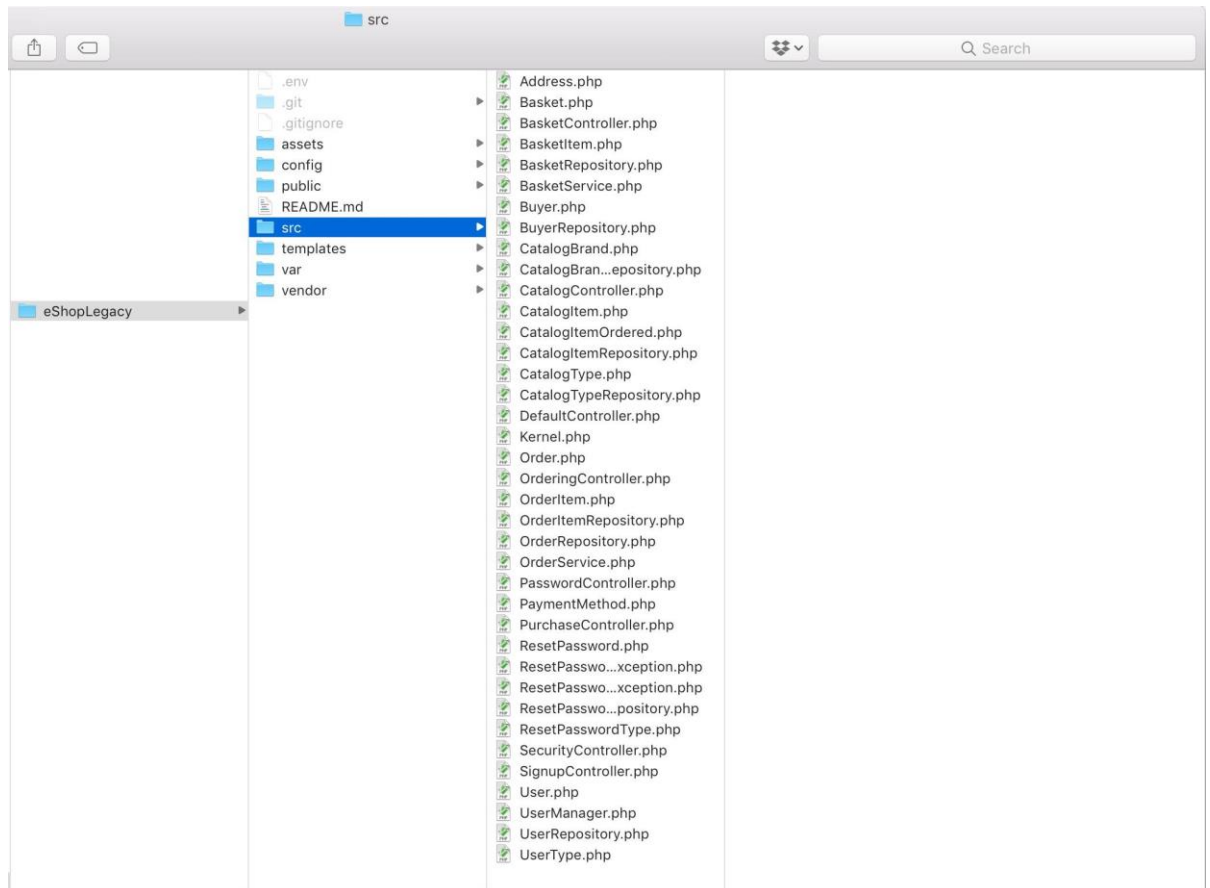 src
Search
eShopLegacy
.env
.git
.gitignore
assets
config
public
README.md
src
templates
var
vendor
Address.php
Basket.php
BasketController.php
BasketItem.php
BasketRepository.php
BasketService.php
Buyer.php
BuyerRepository.php
CatalogBrand.php
CatalogBran...epository.php
CatalogController.php
CatalogItem.php
CatalogItemOrdered.php
CatalogItemRepository.php
CatalogType.php
CatalogTypeRepository.php
DefaultController.php
Kernel.php
Order.php
OrderingController.php
OrderItem.php
OrderItemRepository.php
OrderRepository.php
OrderService.php
PasswordController.php
PaymentMethod.php
PurchaseController.php
ResetPassword.php
ResetPasswo...xception.php
ResetPasswo...xception.php
ResetPasswo...pository.php
ResetPasswordType.php
SecurityController.php
SignupController.php
User.php
UserManager.php
UserRepository.php
UserType.php